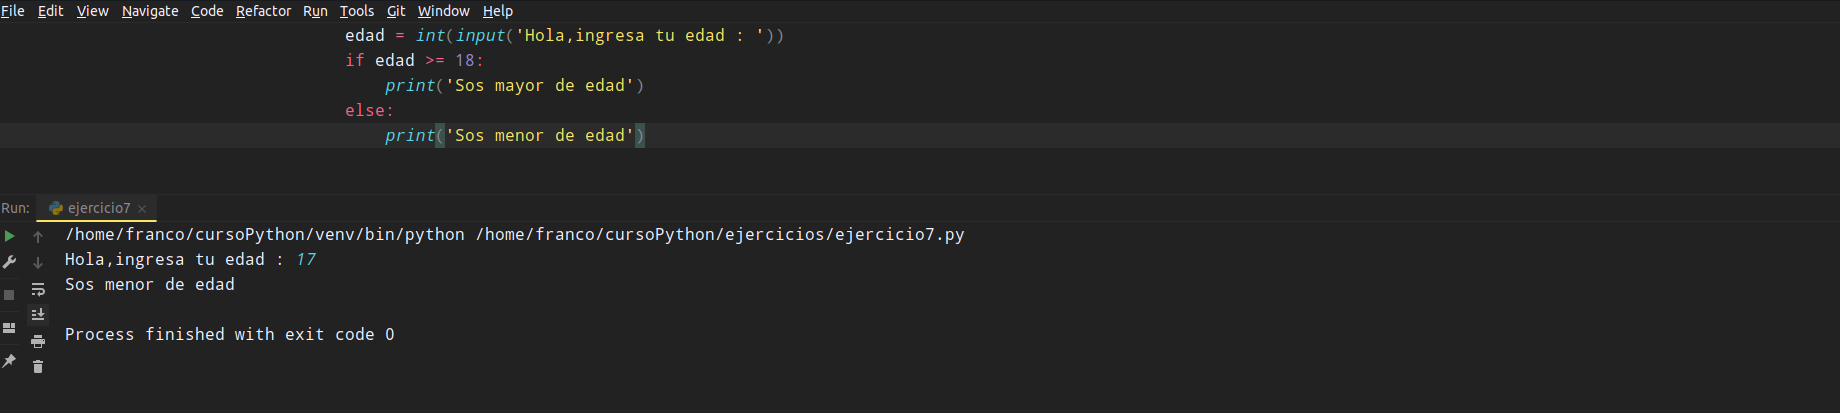 File Edit View Navigate Code Refactor Run Tools Git Window Help
edad = int(input('Hola,ingresa tu edad : '))
if edad >= 18:
    print('Sos mayor de edad')
else:
    print('Sos menor de edad')
Run: ejercicio7 ×
/home/franco/cursoPython/venv/bin/python /home/franco/cursoPython/ejercicios/ejercicio7.py
Hola,ingresa tu edad : 17
Sos menor de edad
Process finished with exit code 0